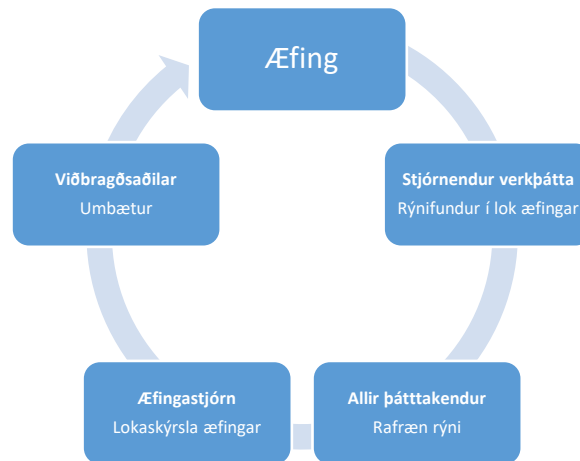 Æfing
Stjórnendur verkþátta
Rýnifundur í lok æfingar
Allir þátttakendur
Rafræn rýni
Æfingastjórn
Lokaskýrsla æfingar
Viðbragðsaðilar
Umbætur